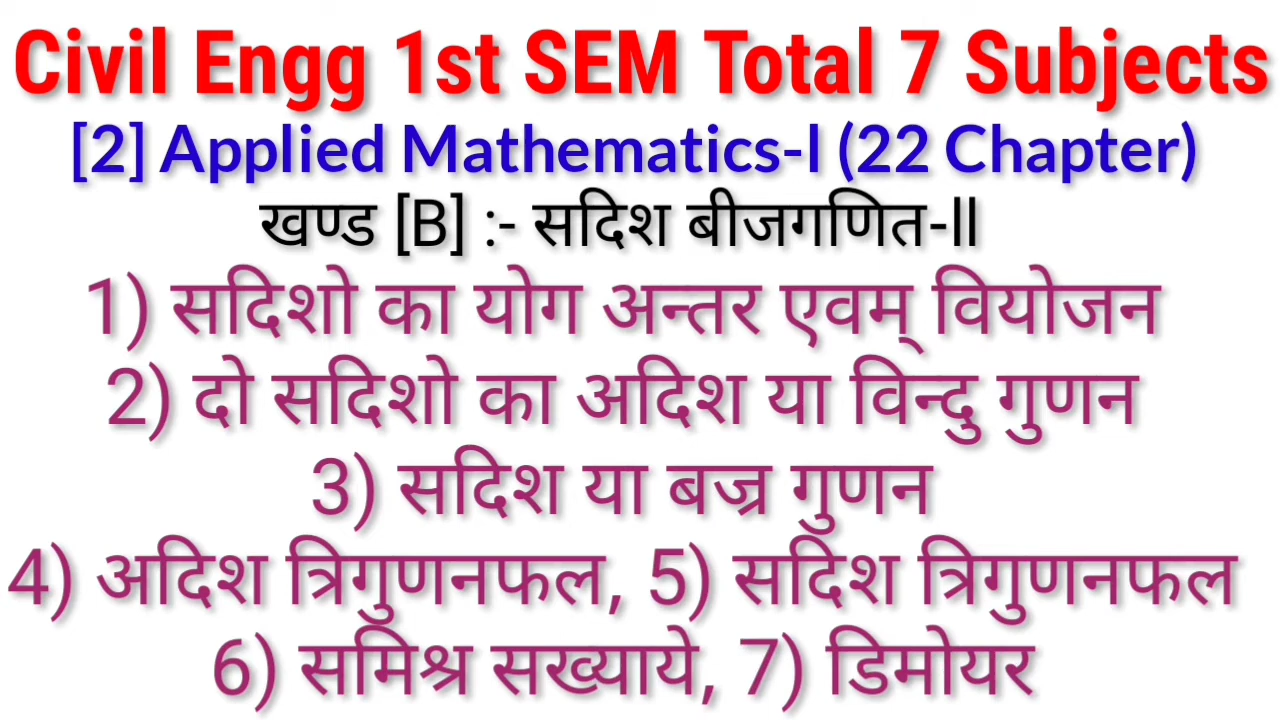 Civil Engg 1st SEM Total 7 Subjects
[2] Applied Mathematics-l (22 Chapter)
खण्ड [B] :- सदिश बीजगणित-ll
1) सदिशो का योग अन्तर एवम् वियोजन
2) दो सदिशो का अदिश या विन्दु गुणन
3) सदिश या बज्र गुणन
4) अदिश त्रिगुणनफल, 5) सदिश त्रिगुणनफल
6) समिश्र सख्याये, 7) डिमोयर